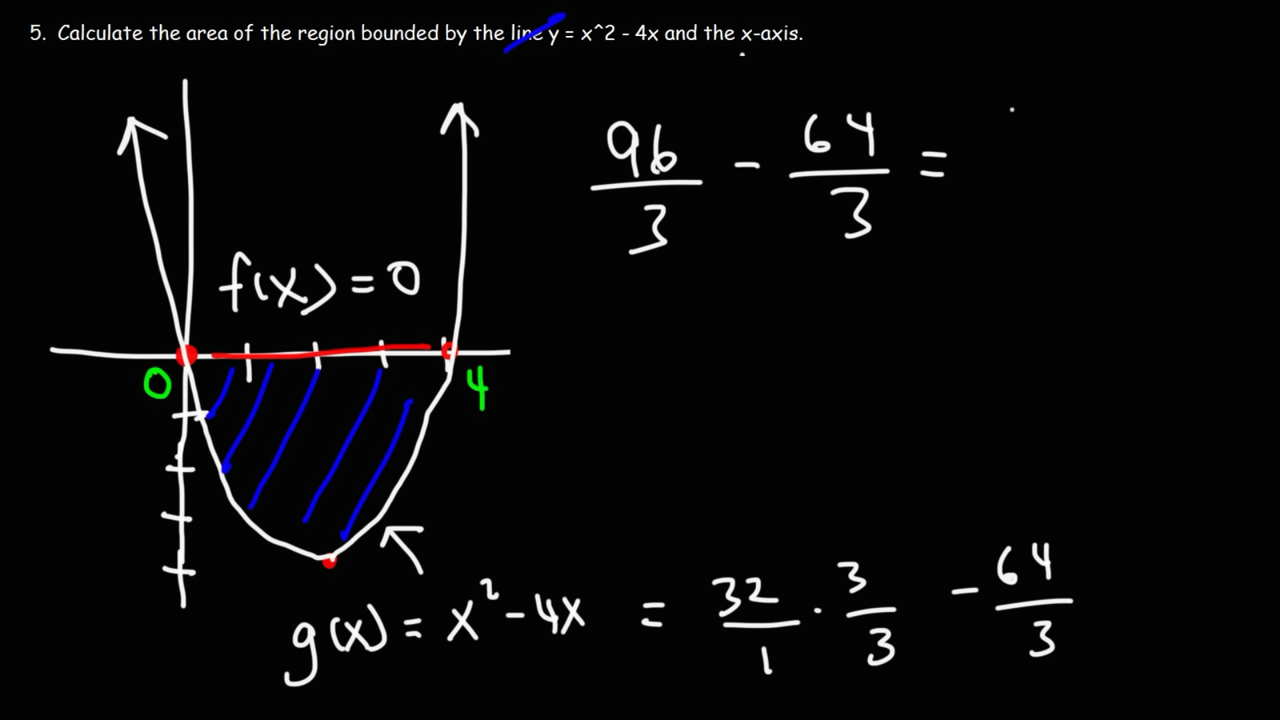 5. Calculate the area of the region bounded by the line y = x^2 - 4x and the x-axis.
96/3 - 64/3 =
f(x) = 0
0 4
g(x) = x² - 4x = 32/1 · 3/3 - 64/3